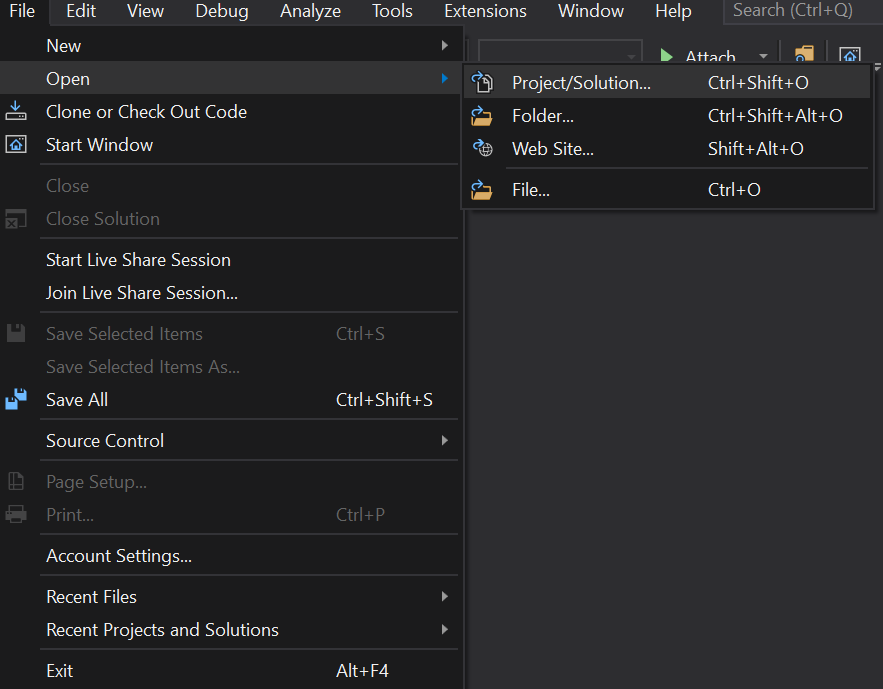 File Edit View Debug Analyze Tools Extensions Window Help Search (Ctrl+Q)
New
Attach
Open
Project/Solution... Ctrl+Shift+O
Clone or Check Out Code
Folder... Ctrl+Shift+Alt+O
Start Window
Web Site... Shift+Alt+O
Close
File... Ctrl+O
Close Solution
Start Live Share Session
Join Live Share Session...
Save Selected Items Ctrl+S
Save Selected Items As...
Save All Ctrl+Shift+S
Source Control
Page Setup...
Print... Ctrl+P
Account Settings...
Recent Files
Recent Projects and Solutions
Exit Alt+F4